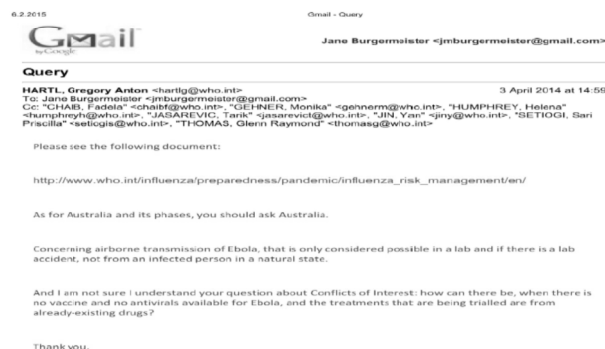 6.2.2015 Gmail - Query
Gmail
by Google
Jane Burgermeister <jmburgermeister@gmail.com>
Query
HARTL, Gregory Anton <hartlg@who.int> 3 April 2014 at 14:59
To: Jane Burgermeister <jmburgermeister@gmail.com>
Cc: "CHAIB, Fadela" <chaibf@who.int>, "GEHNER, Monika" <gehnerm@who.int>, "HUMPHREY, Helena"
<humphreyh@who.int>, "JASAREVIC, Tarik" <jasarevict@who.int>, "JIN, Yan" <jiny@who.int>, "SETIOGI, Sari
Priscilla" <setiogis@who.int>, "THOMAS, Glenn Raymond" <thomasg@who.int>
Please see the following document:
http://www.who.int/influenza/preparedness/pandemic/influenza_risk_management/en/
As for Australia and its phases, you should ask Australia.
Concerning airborne transmission of Ebola, that is only considered possible in a lab and if there is a lab
accident, not from an infected person in a natural state.
And I am not sure I understand your question about Conflicts of Interest: how can there be, when there is
no vaccine and no antivirals available for Ebola, and the treatments that are being trialled are from
already-existing drugs?
Thank you.